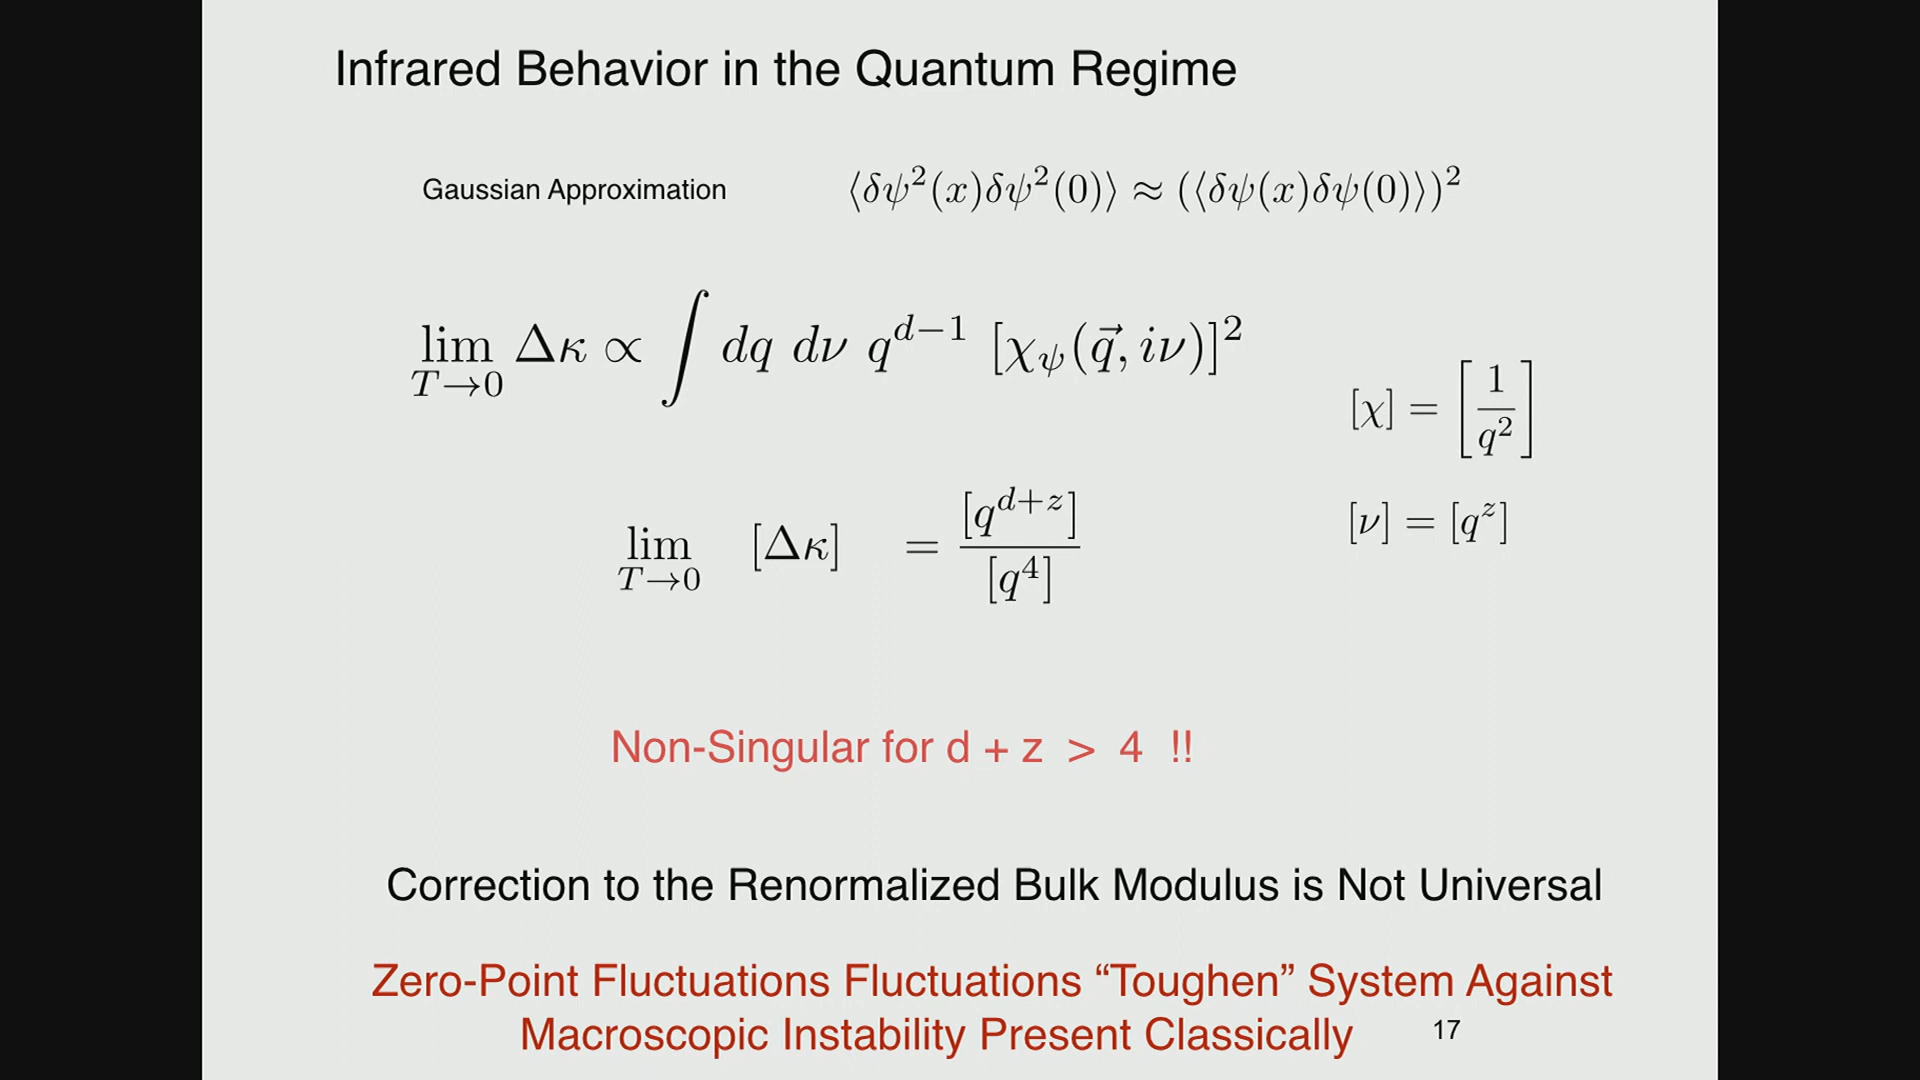 Infrared Behavior in the Quantum Regime
Gaussian Approximation ⟨δψ²(x)δψ²(0)⟩ ≈ (⟨δψ(x)δψ(0)⟩)²
lim_{T→0} Δκ ∝ ∫ dq dν q^{d−1} [χ_ψ(q⃗, iν)]²
[χ] = [1/q²]
[ν] = [q^z]
lim_{T→0} [Δκ] = [q^{d+z}]/[q⁴]
Non-Singular for d + z > 4 !!
Correction to the Renormalized Bulk Modulus is Not Universal
Zero-Point Fluctuations Fluctuations “Toughen” System Against
Macroscopic Instability Present Classically
17